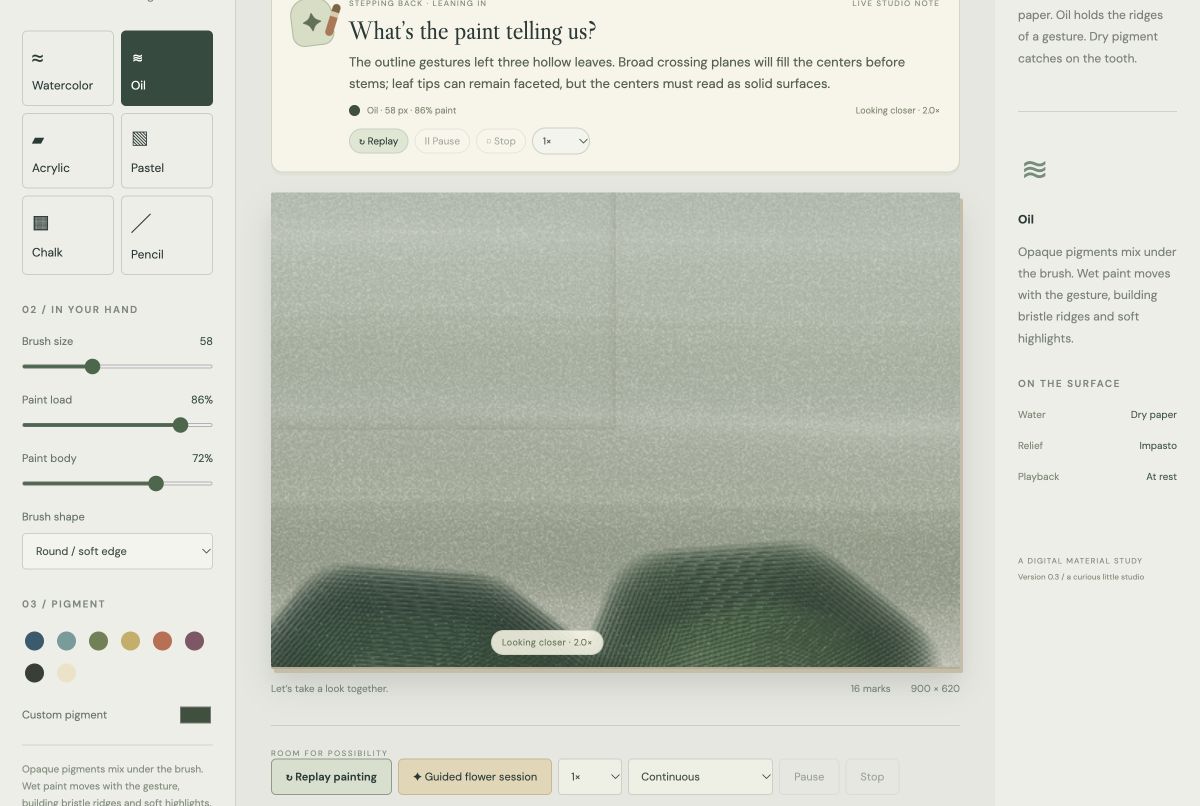 ≈
Watercolor
≋
Oil
Acrylic
Pastel
Chalk
Pencil
02 / IN YOUR HAND
Brush size 58
Paint load 86%
Paint body 72%
Brush shape
Round / soft edge
03 / PIGMENT
Custom pigment
Opaque pigments mix under the brush.
Wet paint moves with the gesture,
building bristle ridges and soft highlights.
STEPPING BACK · LEANING IN LIVE STUDIO NOTE
What's the paint telling us?
The outline gestures left three hollow leaves. Broad crossing planes will fill the centers before
stems; leaf tips can remain faceted, but the centers must read as solid surfaces.
Oil · 58 px · 86% paint Looking closer · 2.0×
↻ Replay II Pause ▫ Stop 1×
Looking closer · 2.0×
Let's take a look together. 16 marks 900 × 620
ROOM FOR POSSIBILITY
↻ Replay painting ✦ Guided flower session 1× Continuous Pause Stop
paper. Oil holds the ridges
of a gesture. Dry pigment
catches on the tooth.
≋
Oil
Opaque pigments mix under
the brush. Wet paint moves
with the gesture, building
bristle ridges and soft
highlights.
ON THE SURFACE
Water Dry paper
Relief Impasto
Playback At rest
A DIGITAL MATERIAL STUDY
Version 0.3 / a curious little studio